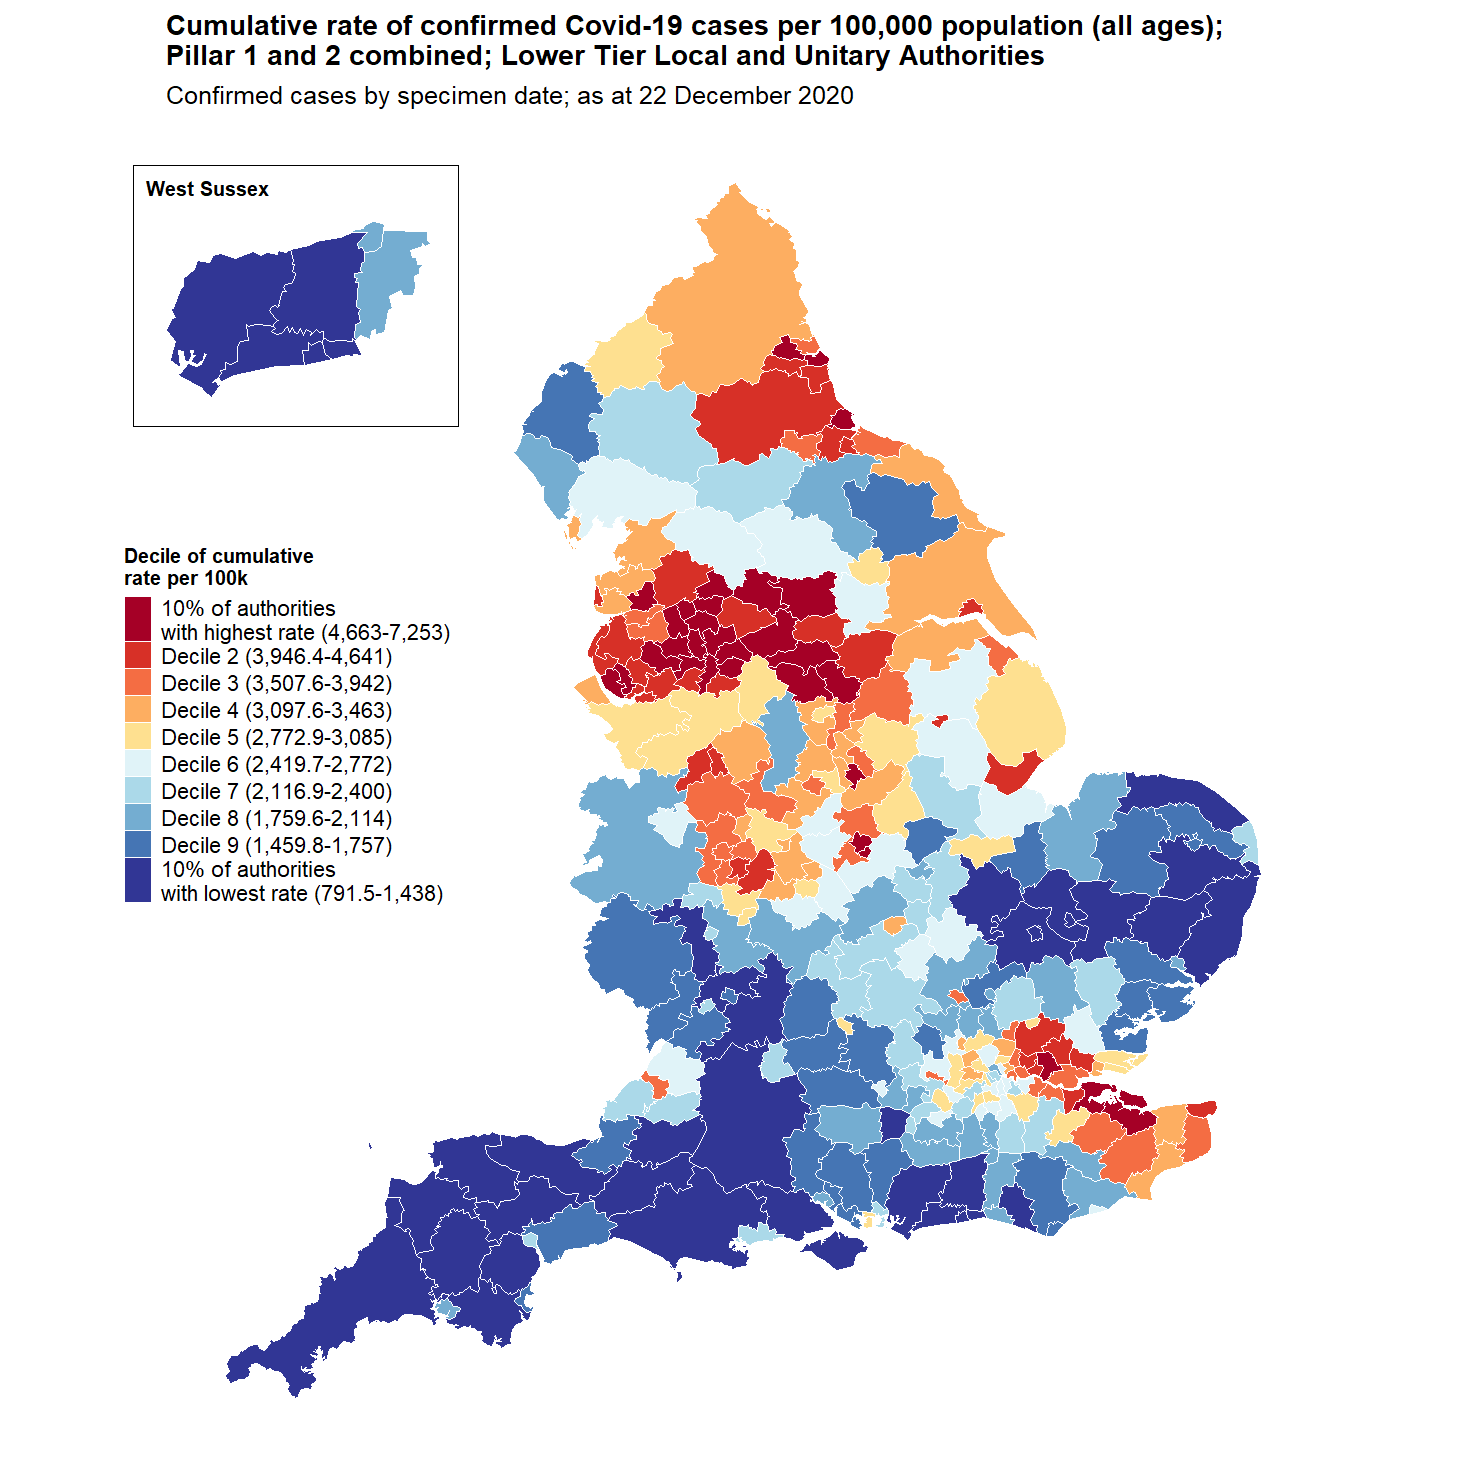 Cumulative rate of confirmed Covid-19 cases per 100,000 population (all ages);
Pillar 1 and 2 combined; Lower Tier Local and Unitary Authorities
Confirmed cases by specimen date; as at 22 December 2020
West Sussex
Decile of cumulative
rate per 100k
10% of authorities
with highest rate (4,663-7,253)
Decile 2 (3,946.4-4,641)
Decile 3 (3,507.6-3,942)
Decile 4 (3,097.6-3,463)
Decile 5 (2,772.9-3,085)
Decile 6 (2,419.7-2,772)
Decile 7 (2,116.9-2,400)
Decile 8 (1,759.6-2,114)
Decile 9 (1,459.8-1,757)
10% of authorities
with lowest rate (791.5-1,438)